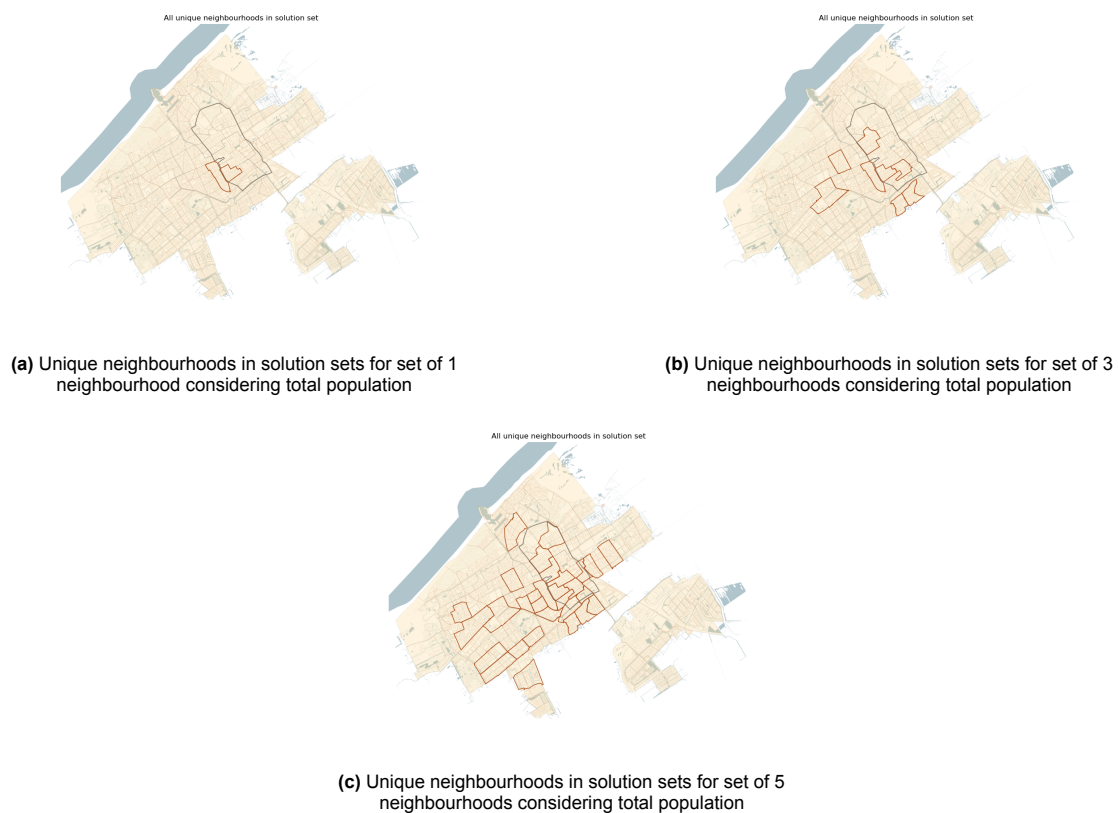 All unique neighbourhoods in solution set
All unique neighbourhoods in solution set
(a) Unique neighbourhoods in solution sets for set of 1
neighbourhood considering total population
(b) Unique neighbourhoods in solution sets for set of 3
neighbourhoods considering total population
All unique neighbourhoods in solution set
(c) Unique neighbourhoods in solution sets for set of 5
neighbourhoods considering total population